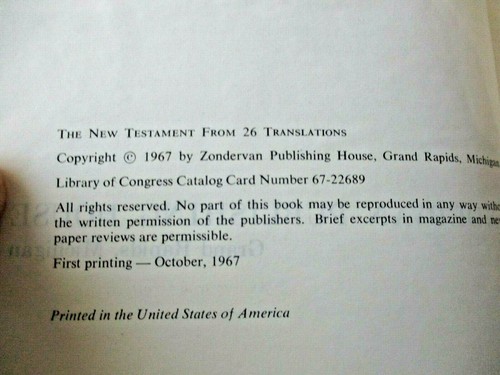 THE NEW TESTAMENT FROM 26 TRANSLATIONS
Copyright © 1967 by Zondervan Publishing House, Grand Rapids, Michigan
Library of Congress Catalog Card Number 67-22689
All rights reserved. No part of this book may be reproduced in any way
the written permission of the publishers. Brief excerpts in magazine and
paper reviews are permissible.
First printing — October, 1967
Printed in the United States of America